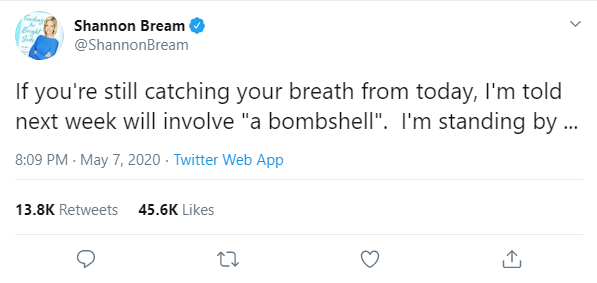 Shannon Bream
@ShannonBream
If you're still catching your breath from today, I'm told
next week will involve "a bombshell".  I'm standing by ...
8:09 PM · May 7, 2020 · Twitter Web App
13.8K Retweets 45.6K Likes